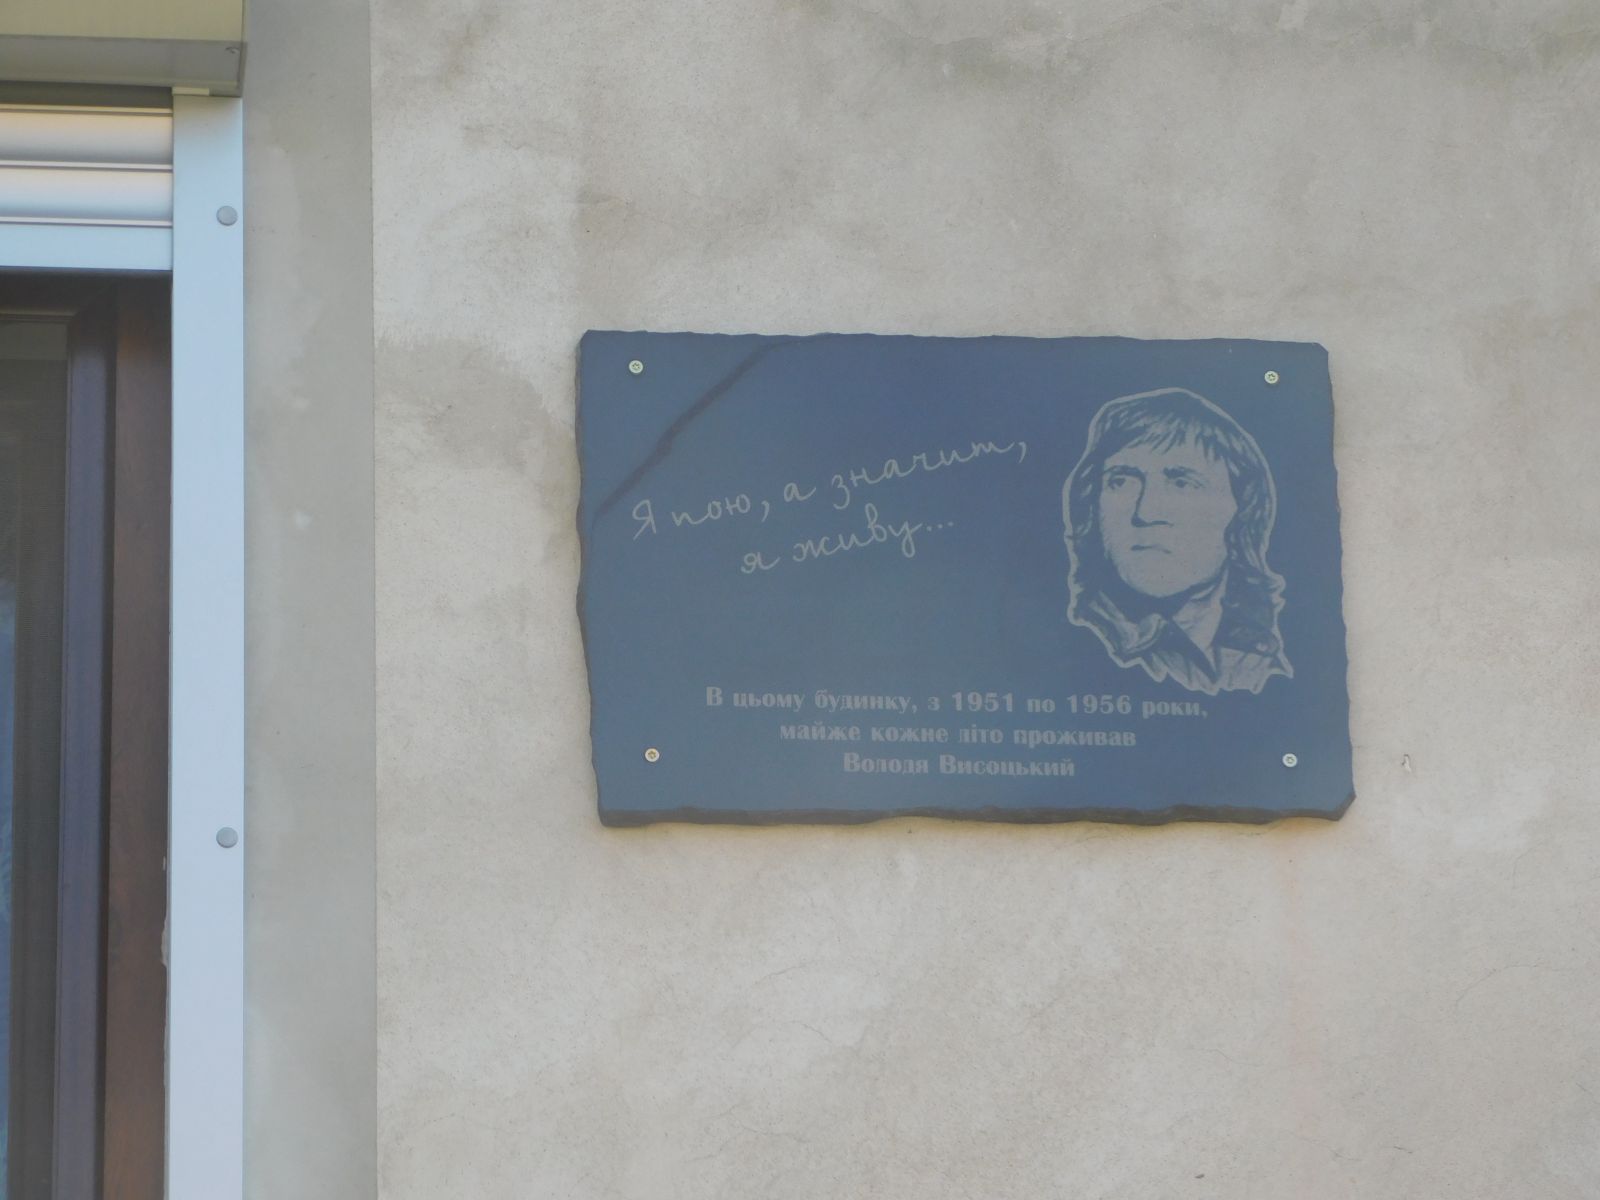 Я пою, а значит,
я живу...
В цьому будинку, з 1951 по 1956 роки,
майже кожне літо проживав
Володя Висоцький